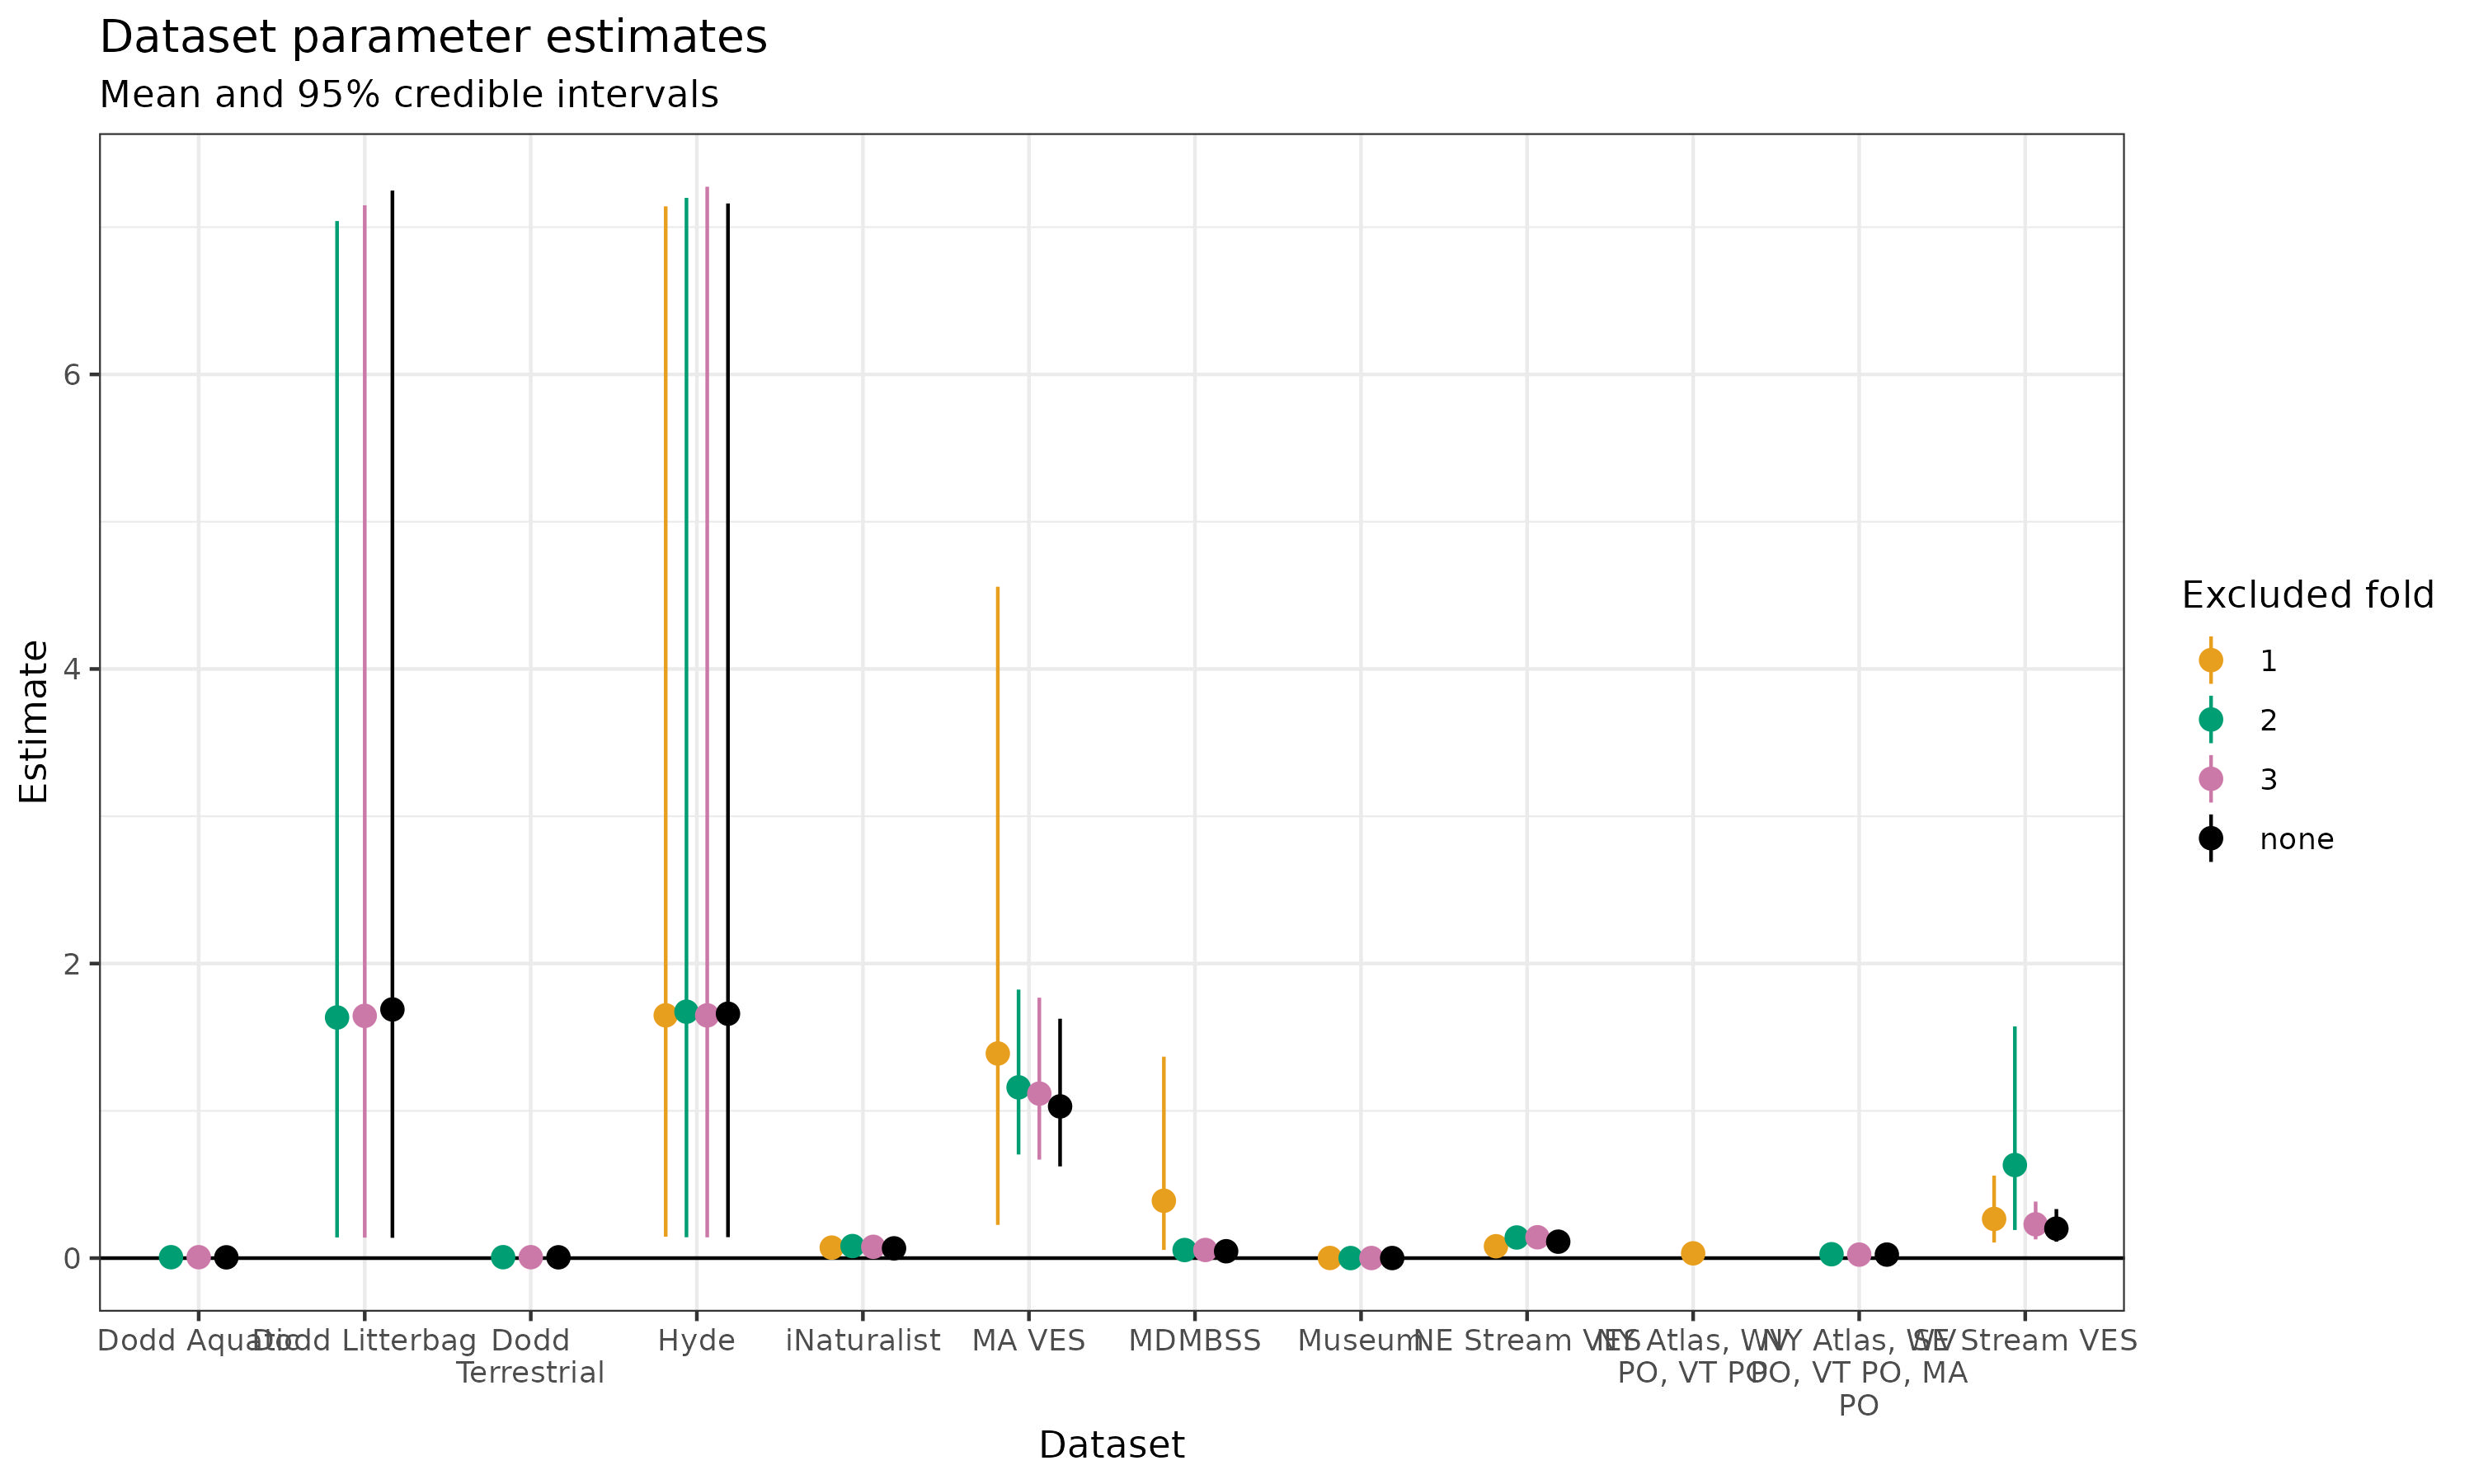 Dataset parameter estimates
Mean and 95% credible intervals
Estimate
6
4
2
0
Dodd Aquatic
Dodd Litterbag
Dodd
Terrestrial
Hyde
iNaturalist
MA VES
MDMBSS
Museum
NE Stream VES
NY Atlas, WV
PO, VT PO
NY Atlas, WV
PO, VT PO, MA
PO
SE Stream VES
Dataset
Excluded fold
1
2
3
none